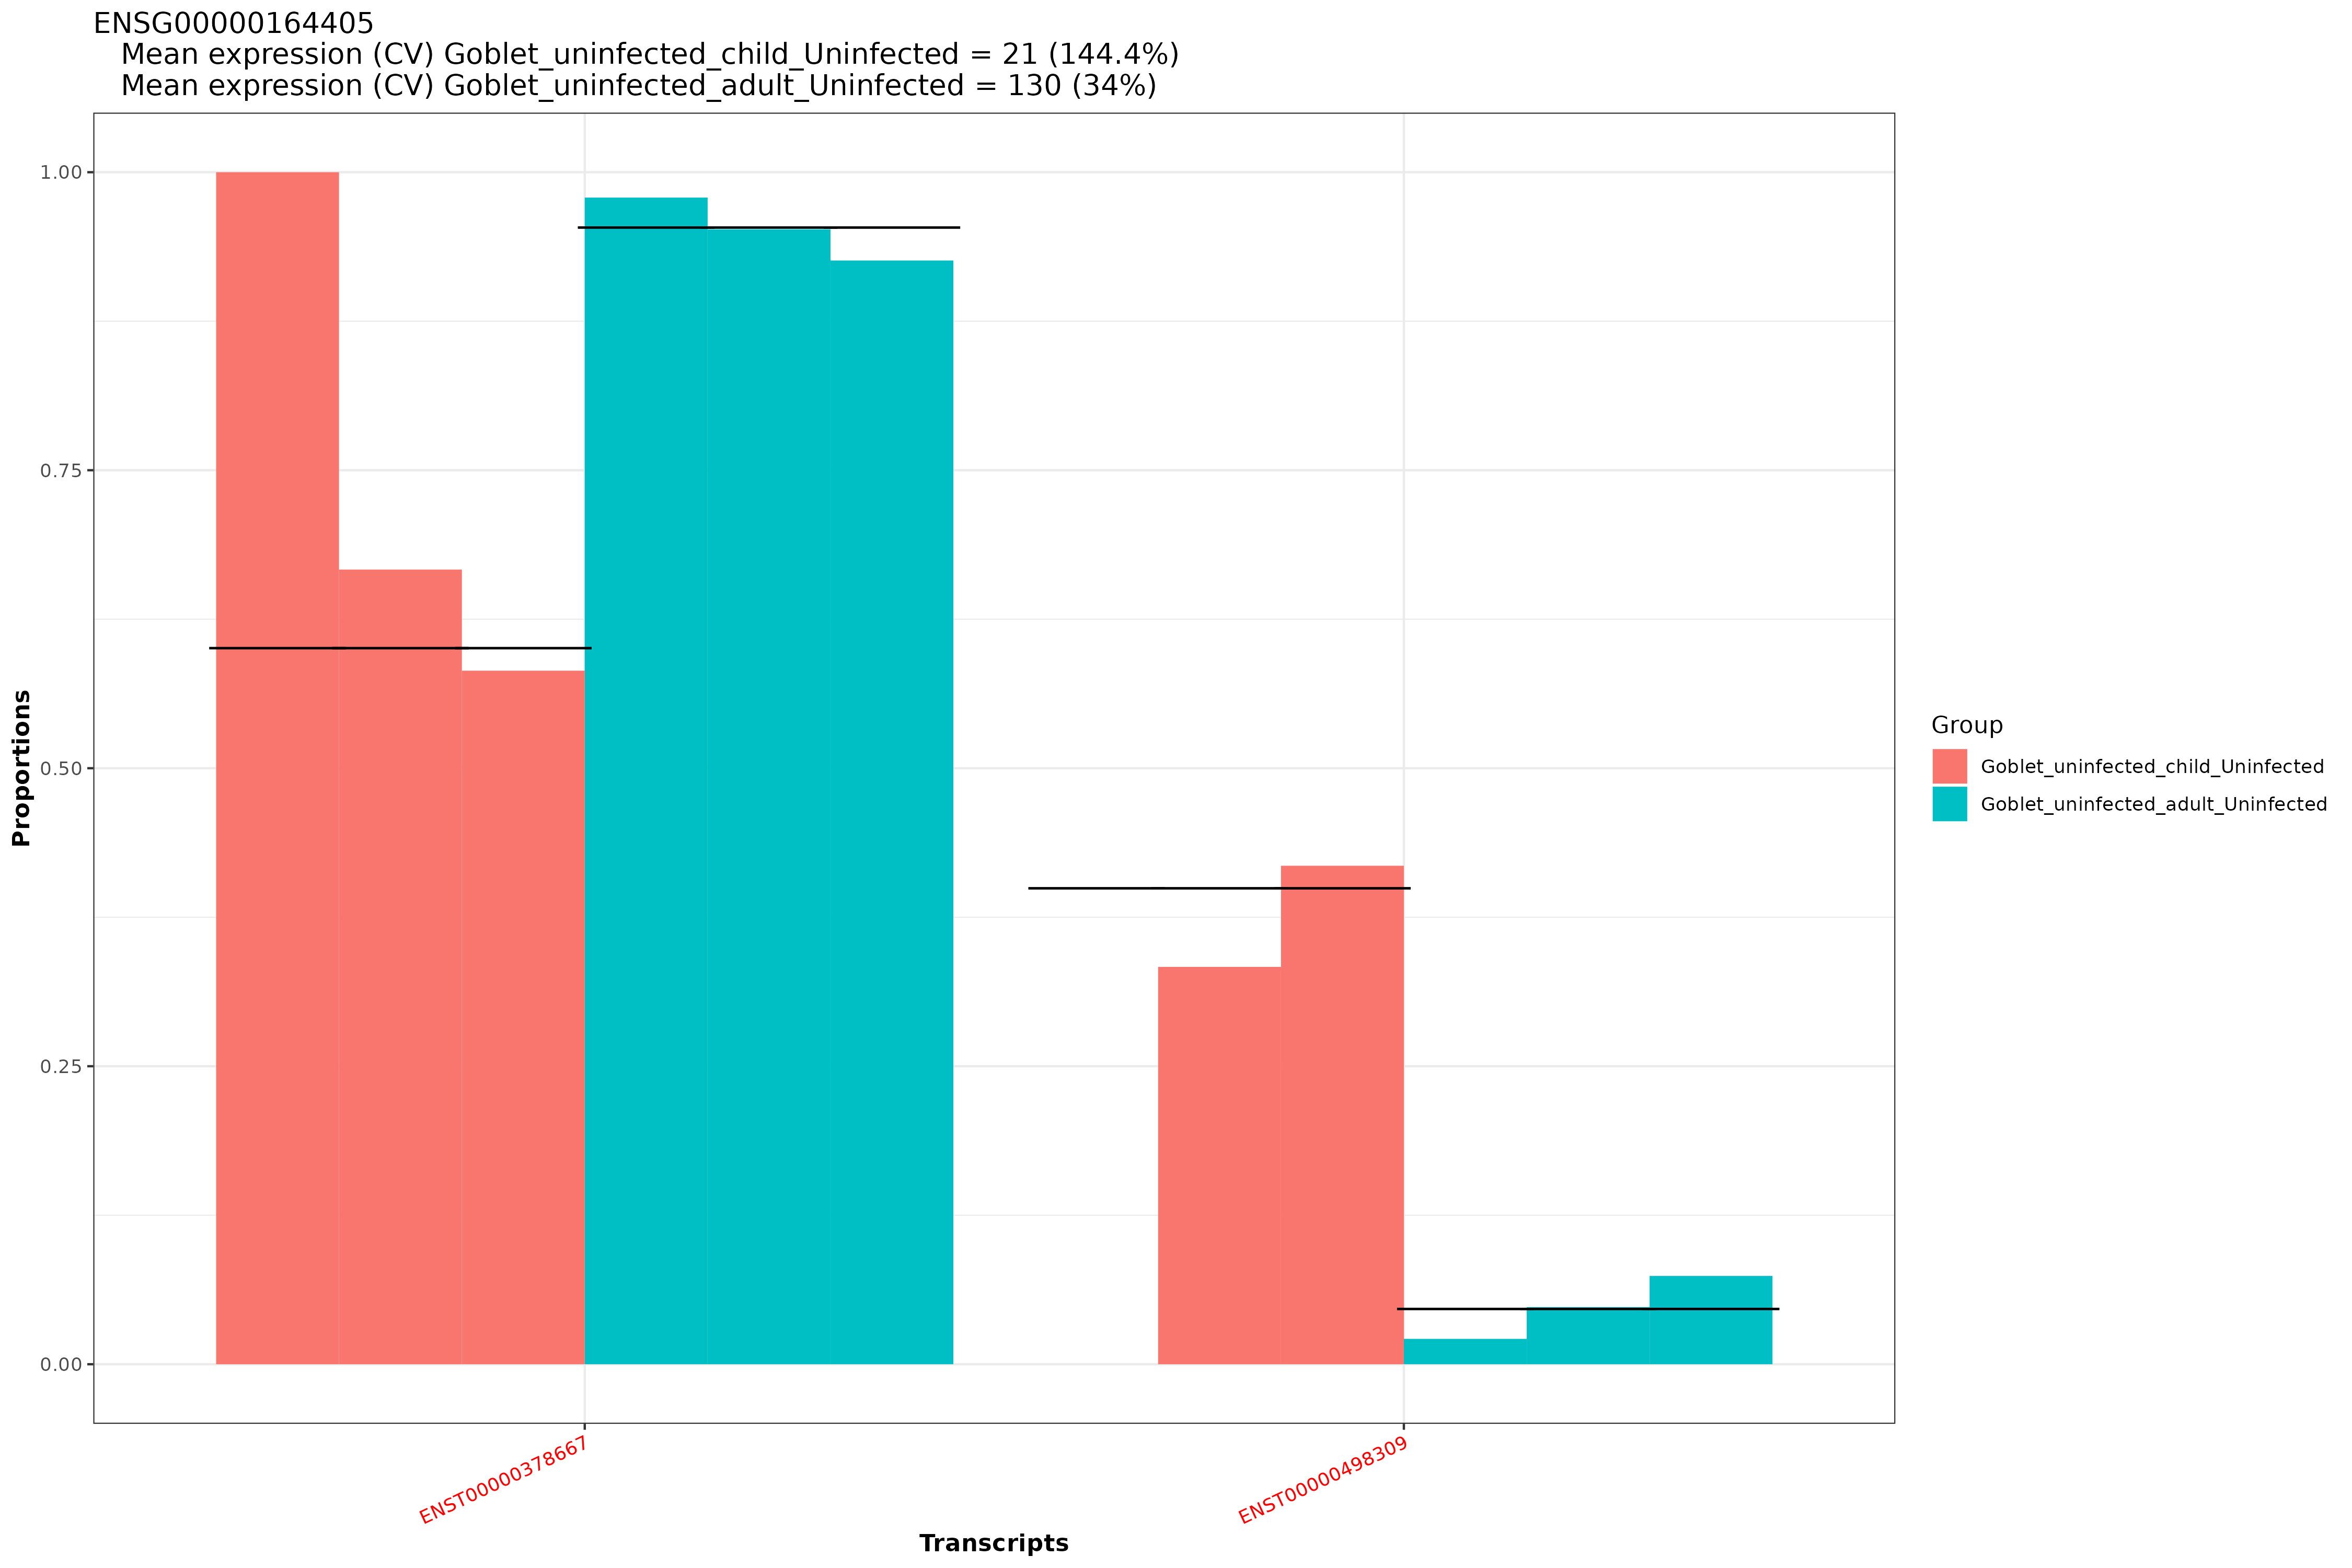 ENSG00000164405
Mean expression (CV) Goblet_uninfected_child_Uninfected = 21 (144.4%)
Mean expression (CV) Goblet_uninfected_adult_Uninfected = 130 (34%)
1.00
0.75
0.50
0.25
0.00
Proportions
ENST00000378667
ENST00000498309
Transcripts
Group
Goblet_uninfected_child_Uninfected
Goblet_uninfected_adult_Uninfected